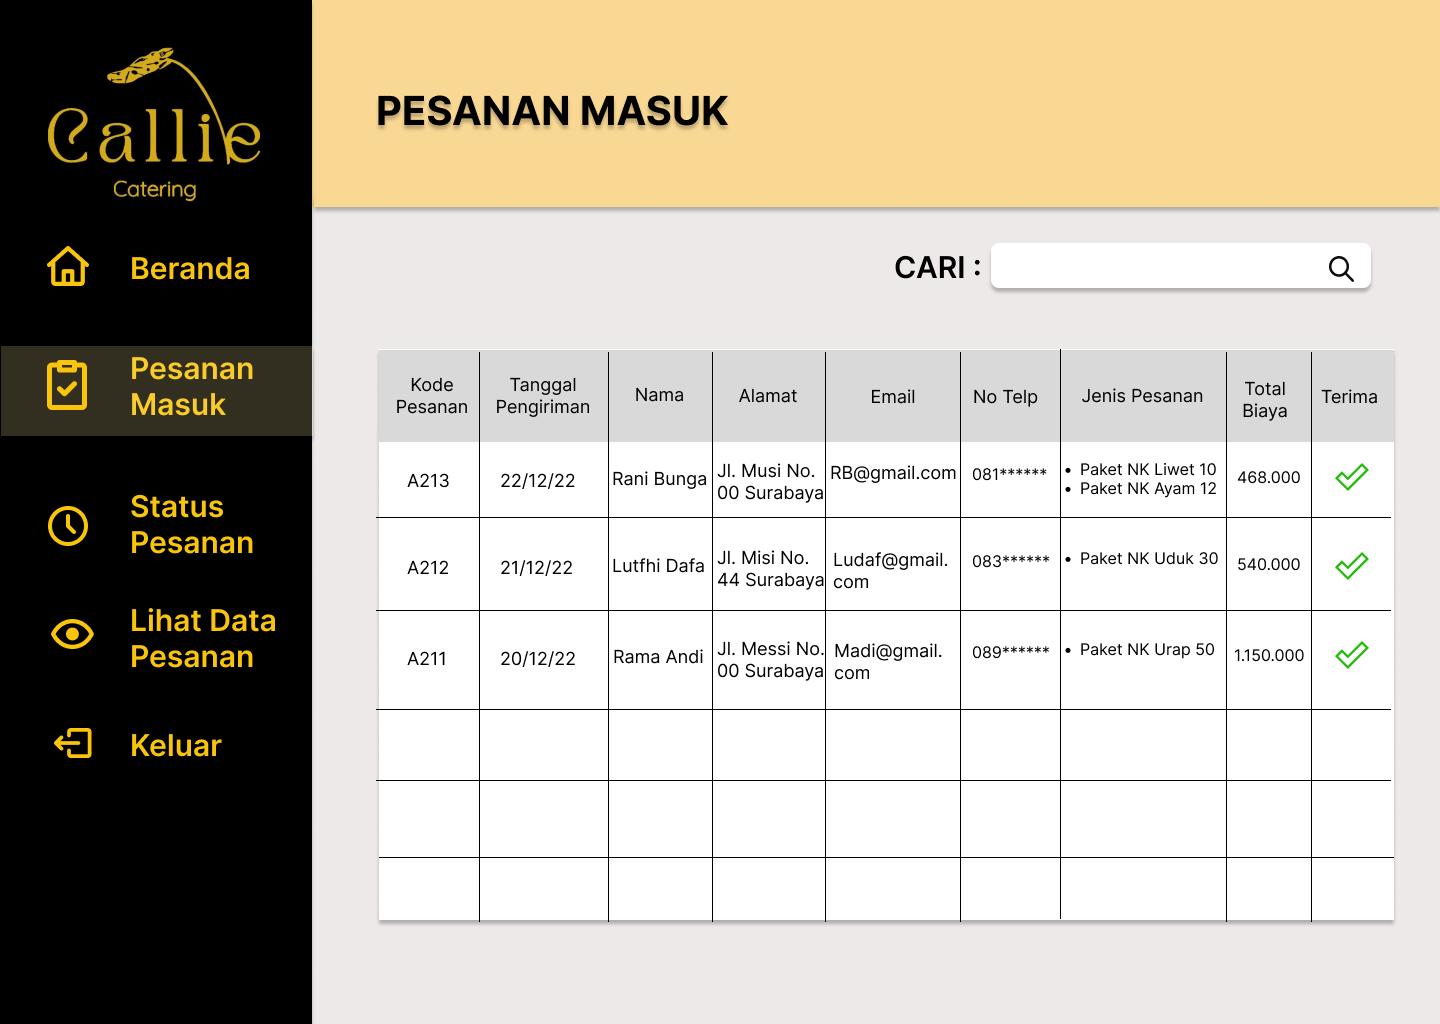 Callie
Catering
Beranda
Pesanan
Masuk
Status
Pesanan
Lihat Data
Pesanan
Keluar
PESANAN MASUK
CARI :
Kode
Pesanan
Tanggal
Pengiriman
Nama
Alamat
Email
No Telp
Jenis Pesanan
Total
Biaya
Terima
A213
22/12/22
Rani Bunga
Jl. Musi No.
00 Surabaya
RB@gmail.com
081******
• Paket NK Liwet 10
• Paket NK Ayam 12
468.000
A212
21/12/22
Lutfhi Dafa
Jl. Misi No.
44 Surabaya
Ludaf@gmail.
com
083******
• Paket NK Uduk 30
540.000
A211
20/12/22
Rama Andi
Jl. Messi No.
00 Surabaya
Madi@gmail.
com
089******
• Paket NK Urap 50
1.150.000